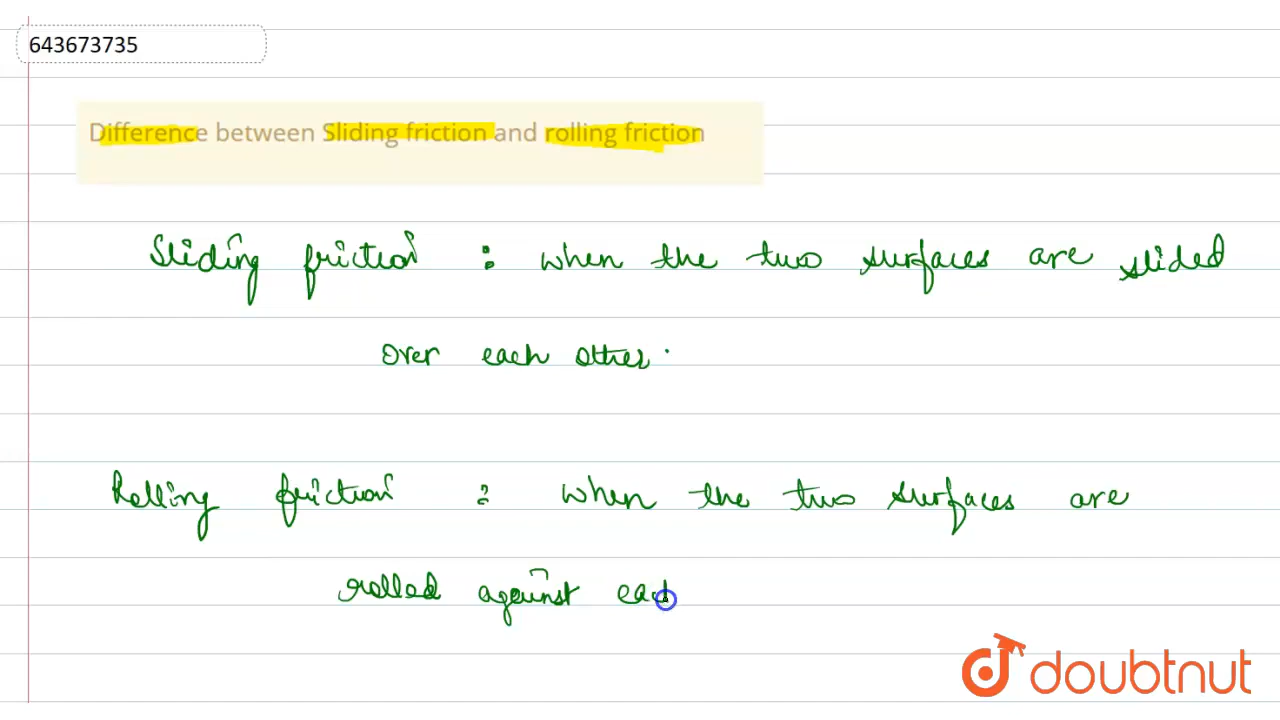 643673735
Difference between Sliding friction and rolling friction
Sliding friction : when the two surfaces are slided
over each other.
Rolling friction : when the two surfaces are
rolled against eac
doubtnut